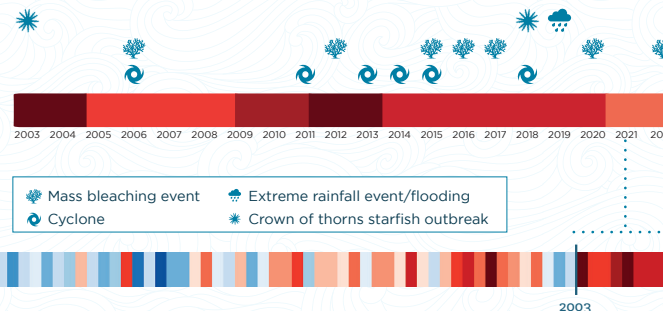 2003 2004 2005 2006 2007 2008 2009 2010 2011 2012 2013 2014 2015 2016 2017 2018 2019 2020 2021 20
Mass bleaching event Extreme rainfall event/flooding
Cyclone Crown of thorns starfish outbreak
2003